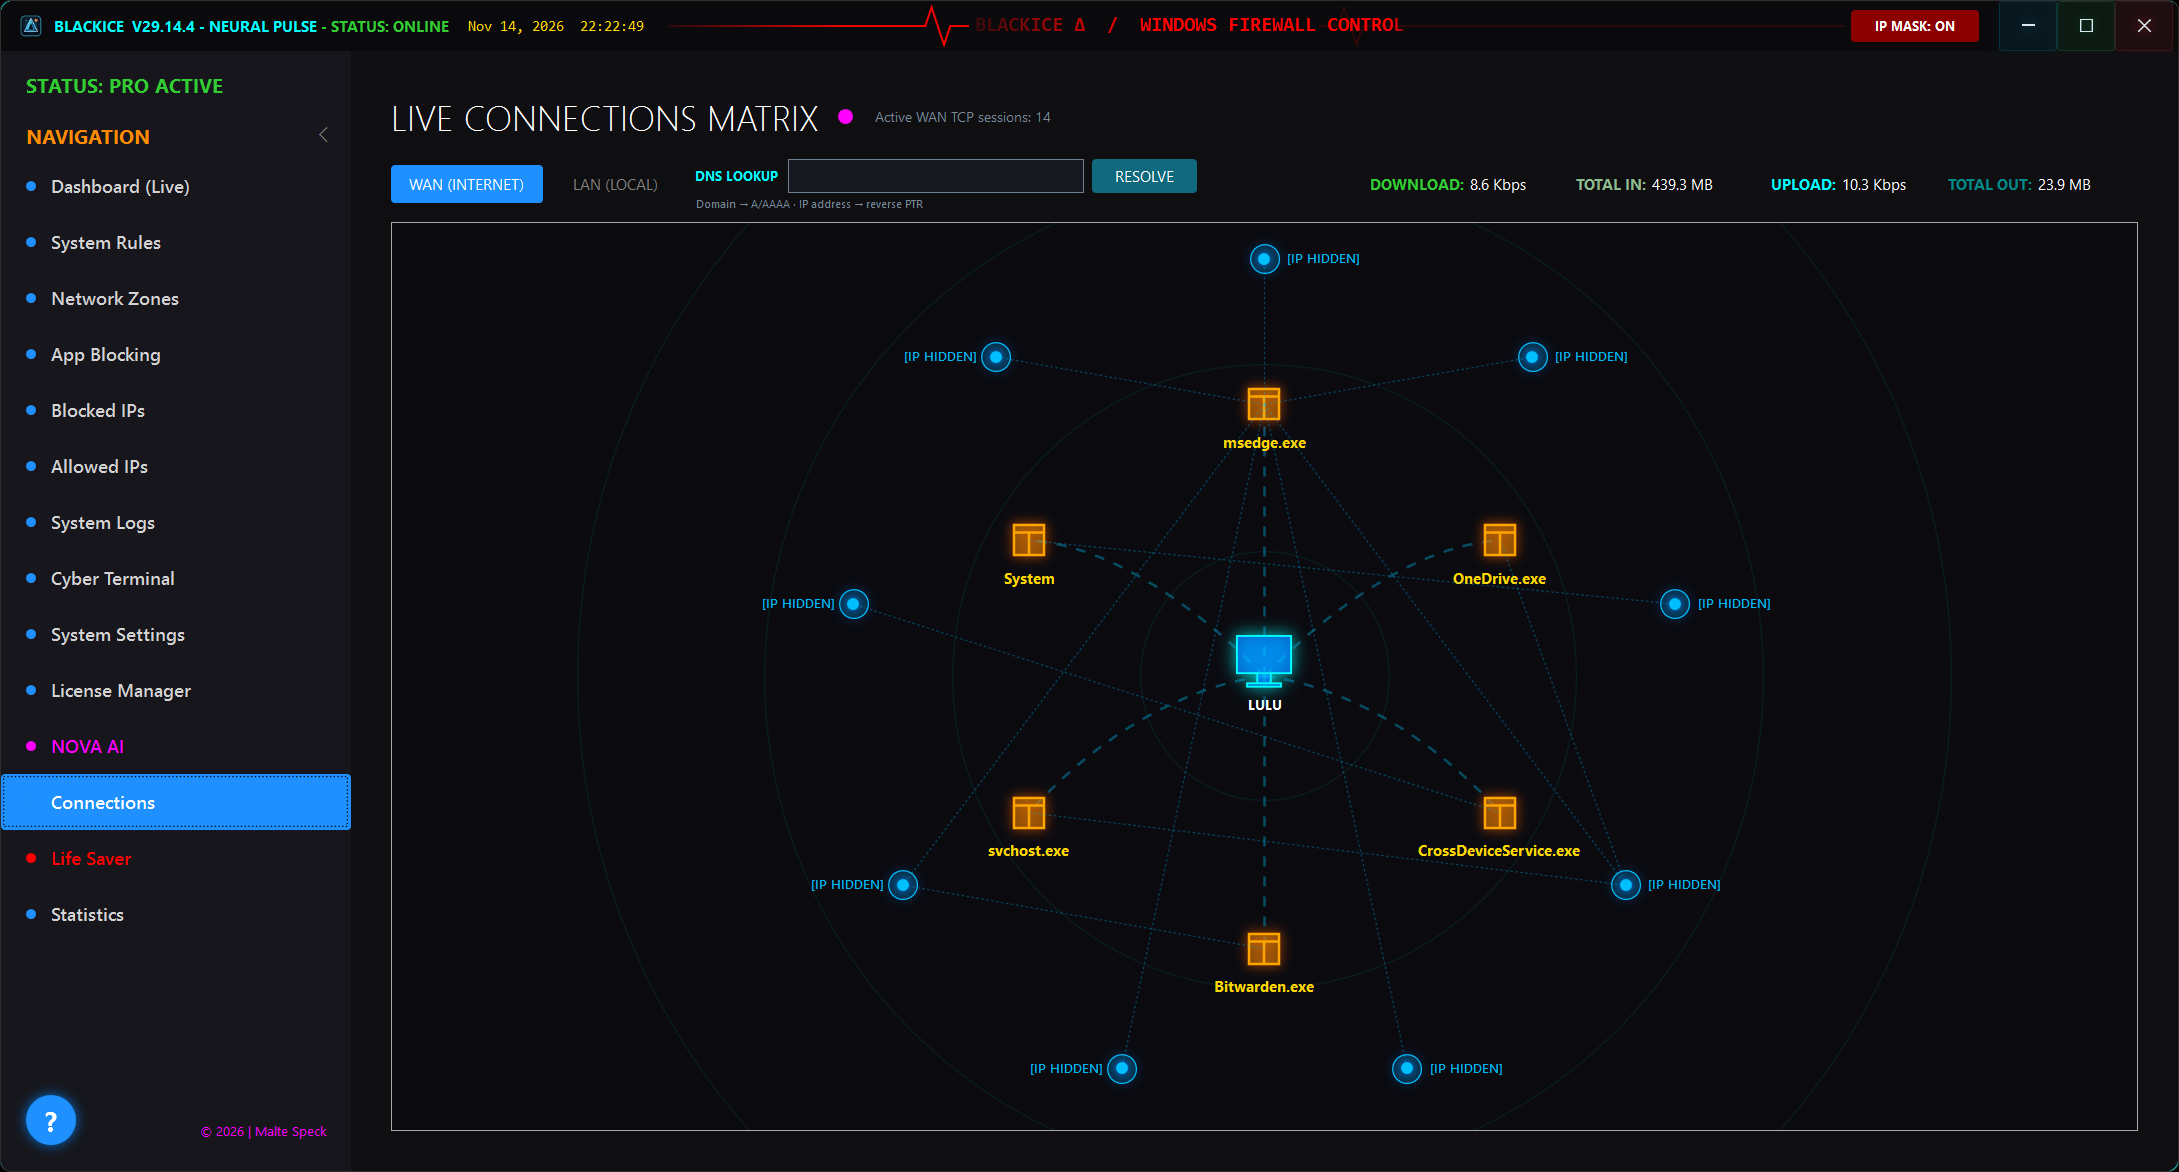 BLACKICE V29.14.4 - NEURAL PULSE - STATUS: ONLINE Nov 14, 2026 22:22:49 BLACKICE Δ / WINDOWS FIREWALL CONTROL IP MASK: ON
STATUS: PRO ACTIVE
NAVIGATION
Dashboard (Live)
System Rules
Network Zones
App Blocking
Blocked IPs
Allowed IPs
System Logs
Cyber Terminal
System Settings
License Manager
NOVA AI
Connections
Life Saver
Statistics
?
© 2026 | Malte Speck
LIVE CONNECTIONS MATRIX Active WAN TCP sessions: 14
WAN (INTERNET) LAN (LOCAL) DNS LOOKUP RESOLVE DOWNLOAD: 8.6 Kbps TOTAL IN: 439.3 MB UPLOAD: 10.3 Kbps TOTAL OUT: 23.9 MB
Domain → A/AAAA · IP address → reverse PTR
[IP HIDDEN]
[IP HIDDEN] [IP HIDDEN]
msedge.exe
System OneDrive.exe
[IP HIDDEN] [IP HIDDEN]
LULU
svchost.exe CrossDeviceService.exe
[IP HIDDEN] [IP HIDDEN]
Bitwarden.exe
[IP HIDDEN] [IP HIDDEN]